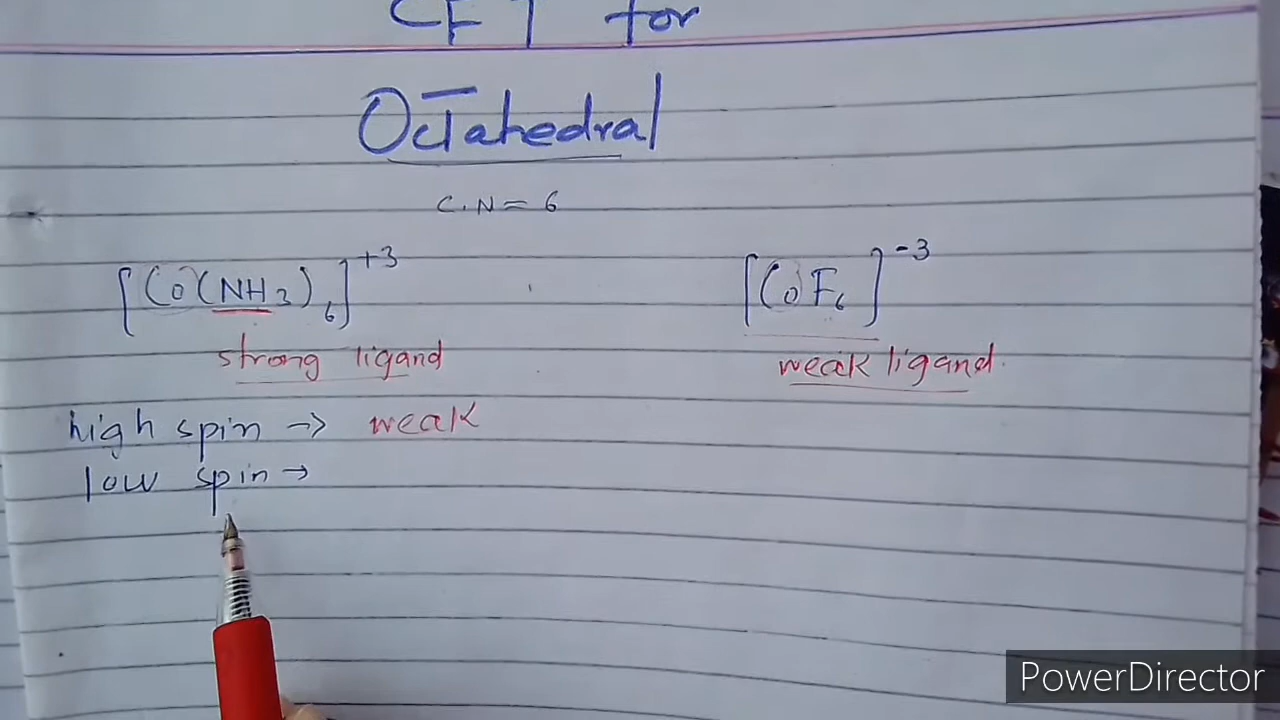 CFT for
Octahedral
C.N = 6
[Co(NH3)6]+3
[CoF6]-3
strong ligand
weak ligand.
high spin → weak
low spin →
PowerDirector